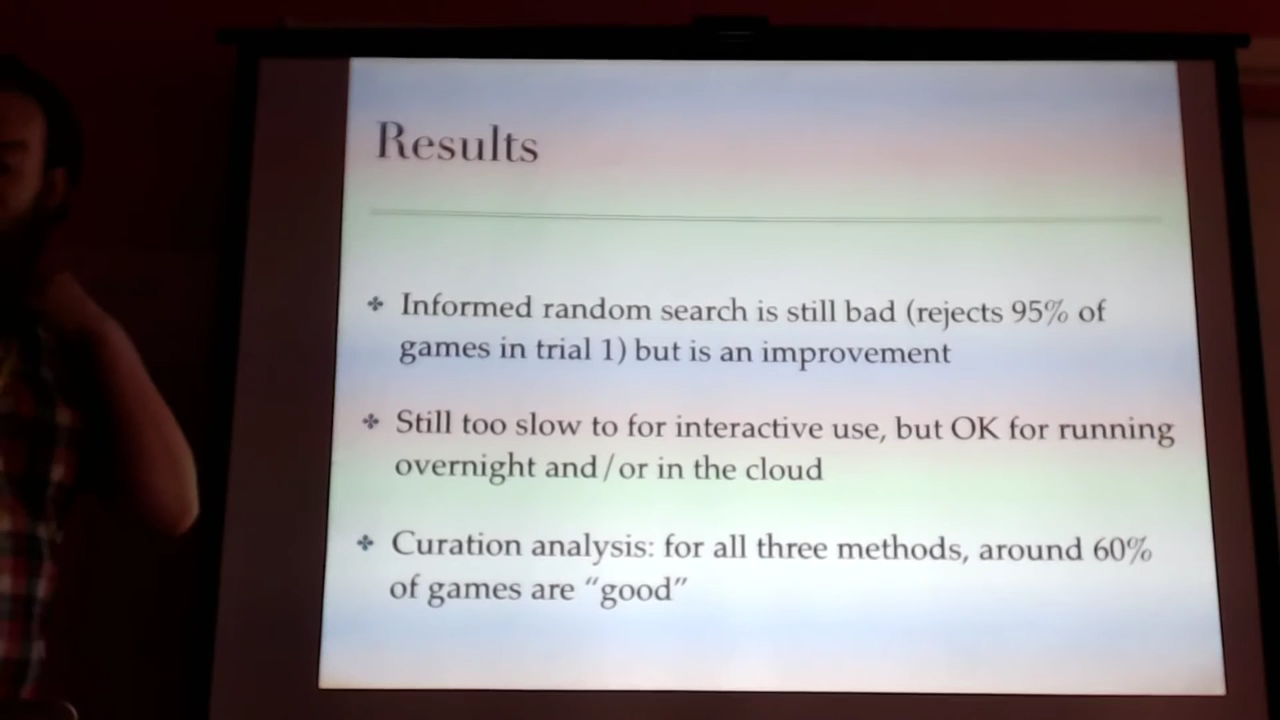 Results
Informed random search is still bad (rejects 95% of
games in trial 1) but is an improvement
Still too slow to for interactive use, but OK for running
overnight and/or in the cloud
Curation analysis: for all three methods, around 60%
of games are “good”